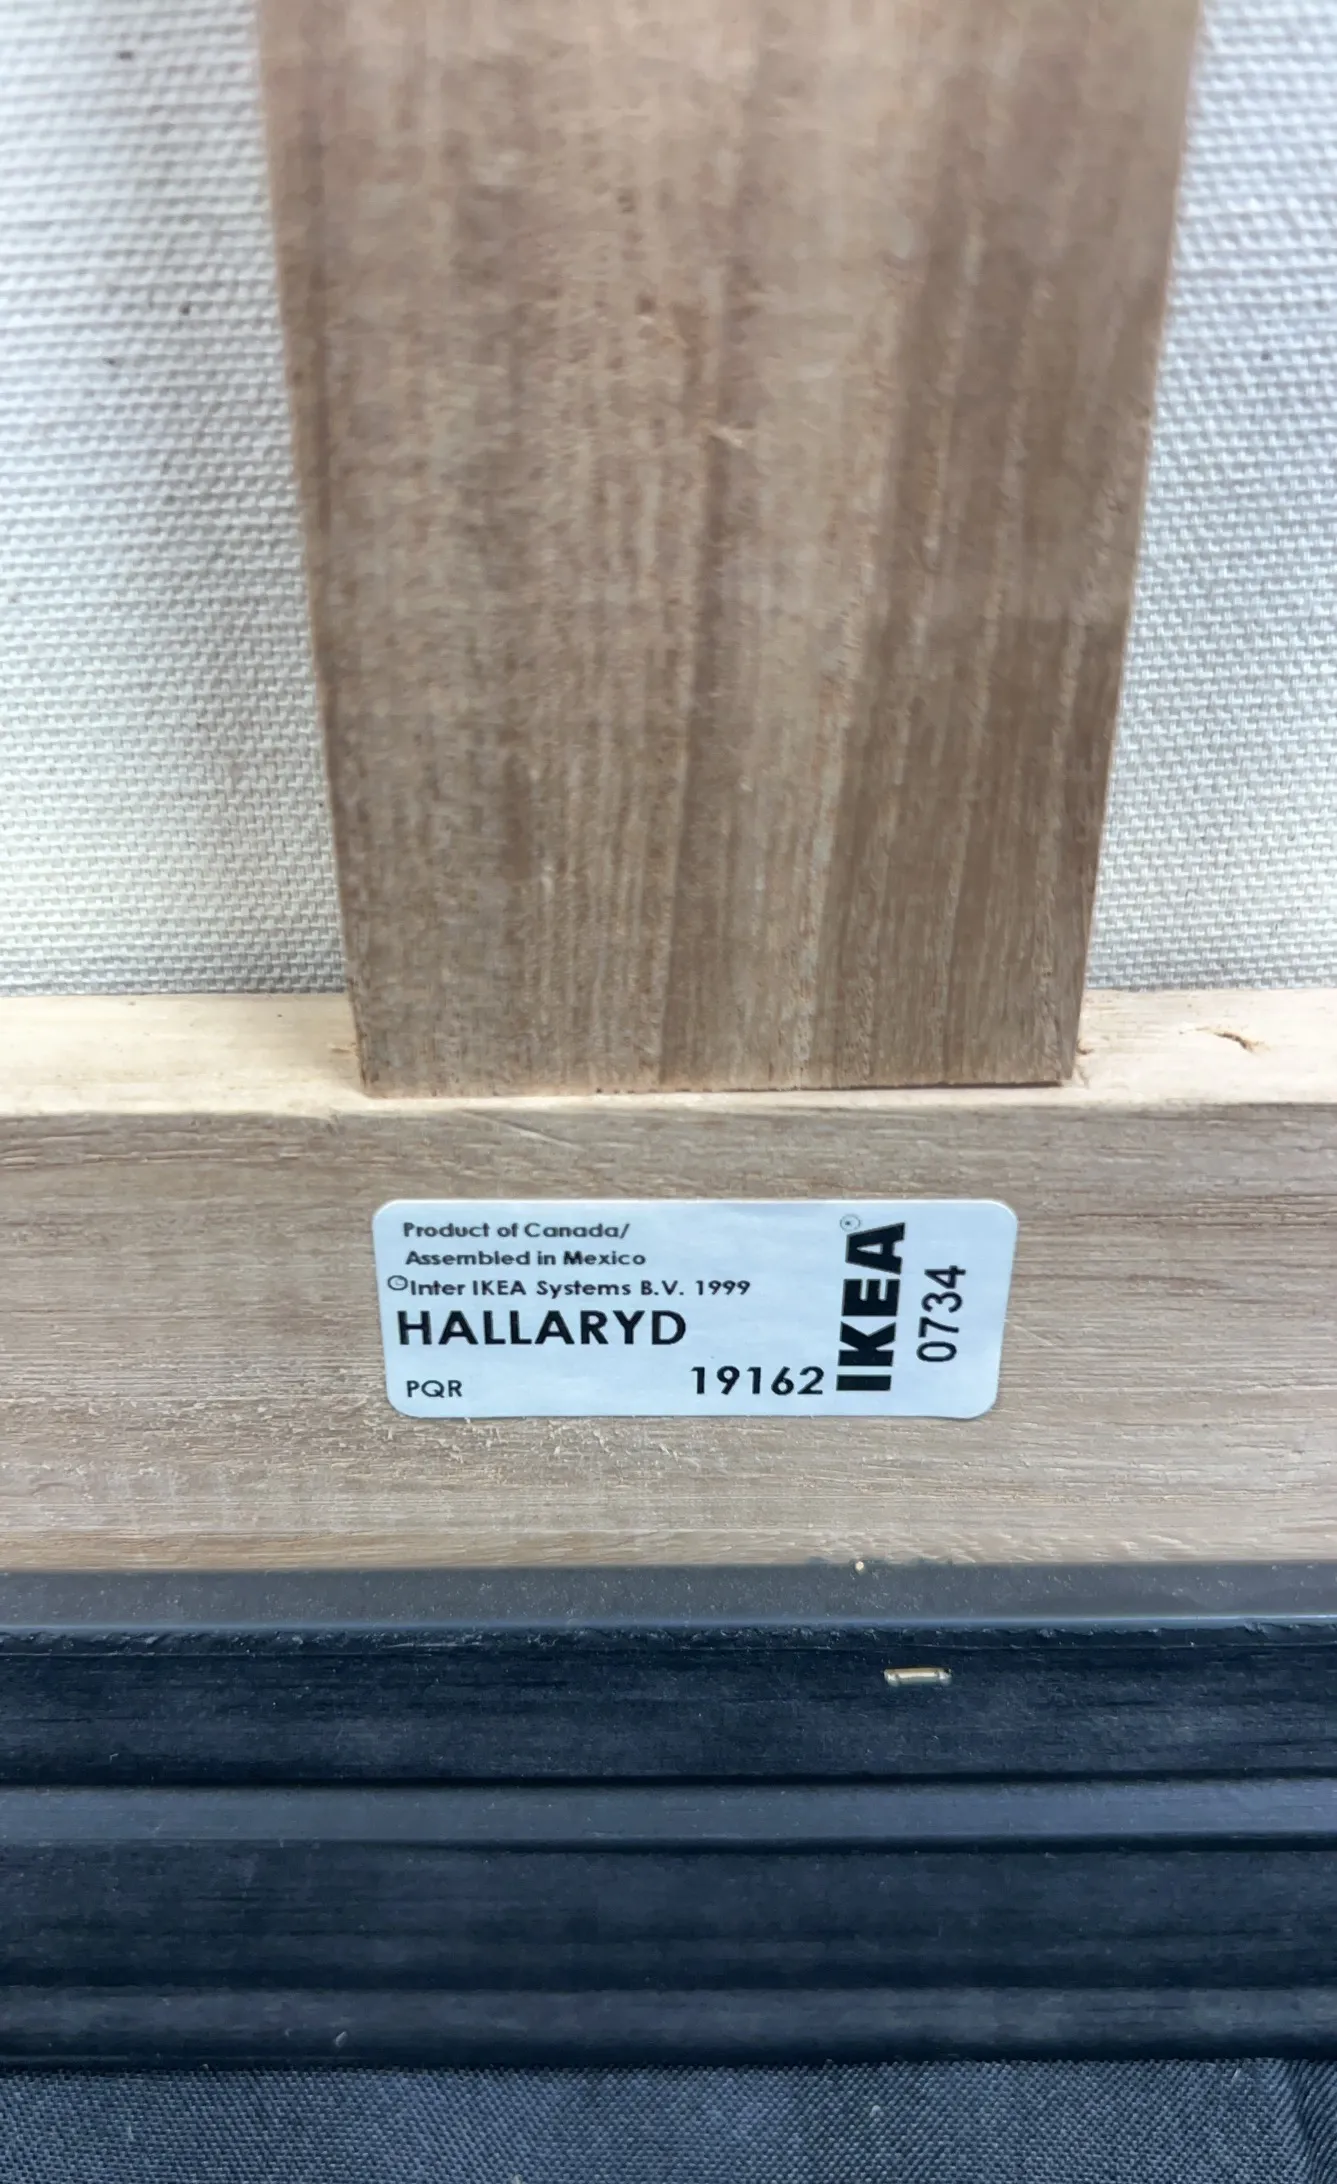 Product of Canada/
Assembled in Mexico
©Inter IKEA Systems B.V. 1999
HALLARYD
PQR
19162
IKEA
0734